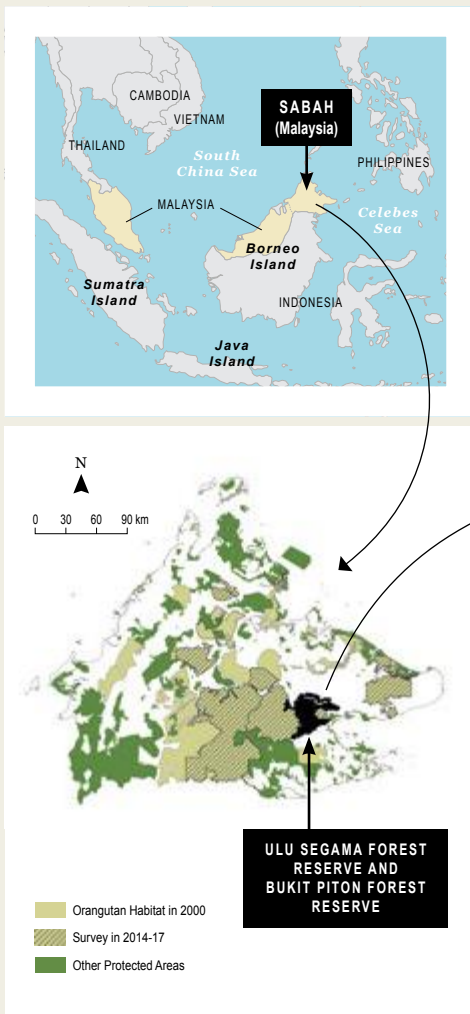 CAMBODIA
VIETNAM
THAILAND
SABAH
(Malaysia)
South
China Sea
PHILIPPINES
MALAYSIA
Celebes
Sea
Borneo
Island
Sumatra
Island
INDONESIA
Java
Island
N
0 30 60 90 km
ULU SEGAMA FOREST
RESERVE AND
BUKIT PITON FOREST
RESERVE
Orangutan Habitat in 2000
Survey in 2014-17
Other Protected Areas